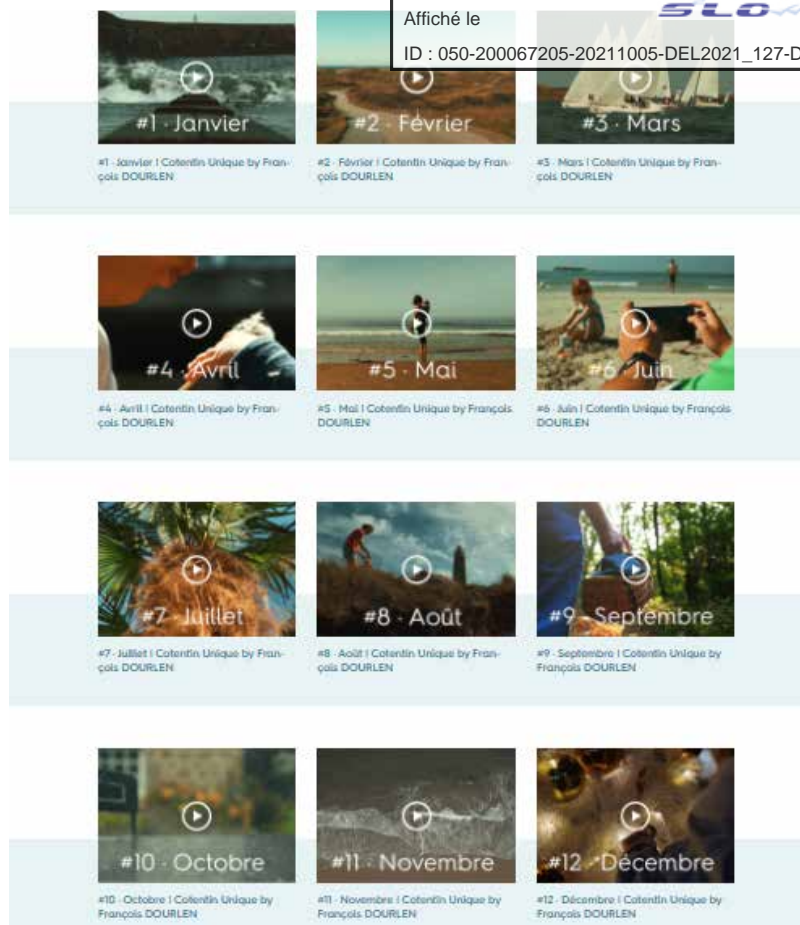 Affiché le
SLO
ID : 050-200067205-20211005-DEL2021_127-D
#1 · Janvier
#2 · Février
#3 · Mars
#1 · Janvier I Cotentin Unique by Fran-
çois DOURLEN
#2 · Février I Cotentin Unique by Fran-
çois DOURLEN
#3 · Mars I Cotentin Unique by Fran-
çois DOURLEN
#4 · Avril
#5 · Mai
#6 · Juin
#4 · Avril I Cotentin Unique by Fran-
çois DOURLEN
#5 · Mai I Cotentin Unique by François
DOURLEN
#6 · Juin I Cotentin Unique by François
DOURLEN
#7 · Juillet
#8 · Août
#9 · Septembre
#7 · Juillet I Cotentin Unique by Fran-
çois DOURLEN
#8 · Août I Cotentin Unique by Fran-
çois DOURLEN
#9 · Septembre I Cotentin Unique by
François DOURLEN
#10 · Octobre
#11 · Novembre
#12 · Décembre
#10 · Octobre I Cotentin Unique by
François DOURLEN
#11 · Novembre I Cotentin Unique by
François DOURLEN
#12 · Décembre I Cotentin Unique by
François DOURLEN